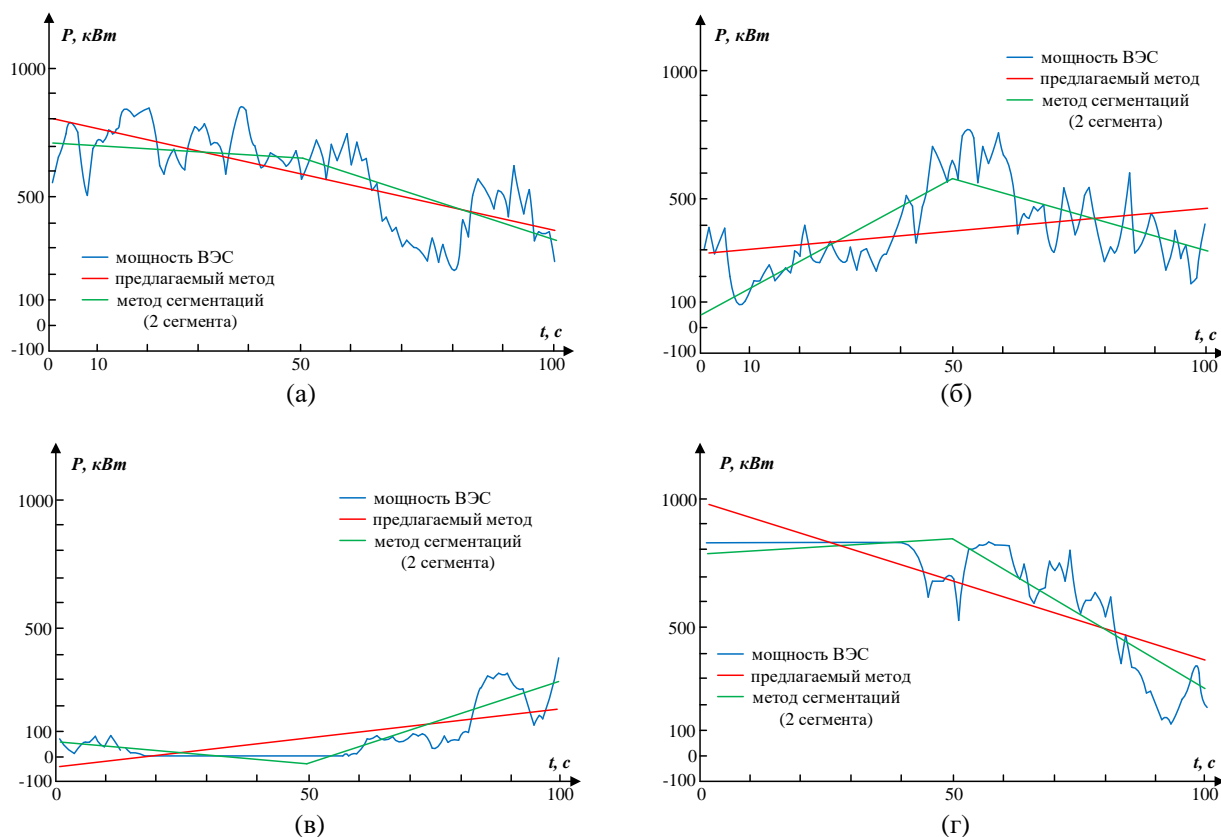 P, кВт
1000
500
100
0
-100
мощность ВЭС
предлагаемый метод
метод сегментаций
(2 сегмента)
t, с
0
10
50
100
(а)
P, кВт
1000
500
100
0
-100
мощность ВЭС
предлагаемый метод
метод сегментаций
(2 сегмента)
t, с
0
10
50
100
(б)
P, кВт
1000
500
100
0
-100
мощность ВЭС
предлагаемый метод
метод сегментаций
(2 сегмента)
t, с
0
50
100
(в)
P, кВт
1000
500
100
0
-100
мощность ВЭС
предлагаемый метод
метод сегментаций
(2 сегмента)
t, с
0
50
100
(г)